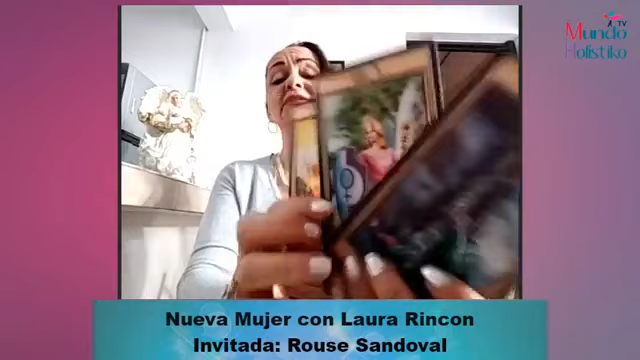 TV
Mundo
Holistiko
Nueva Mujer con Laura Rincon
Invitada: Rouse Sandoval